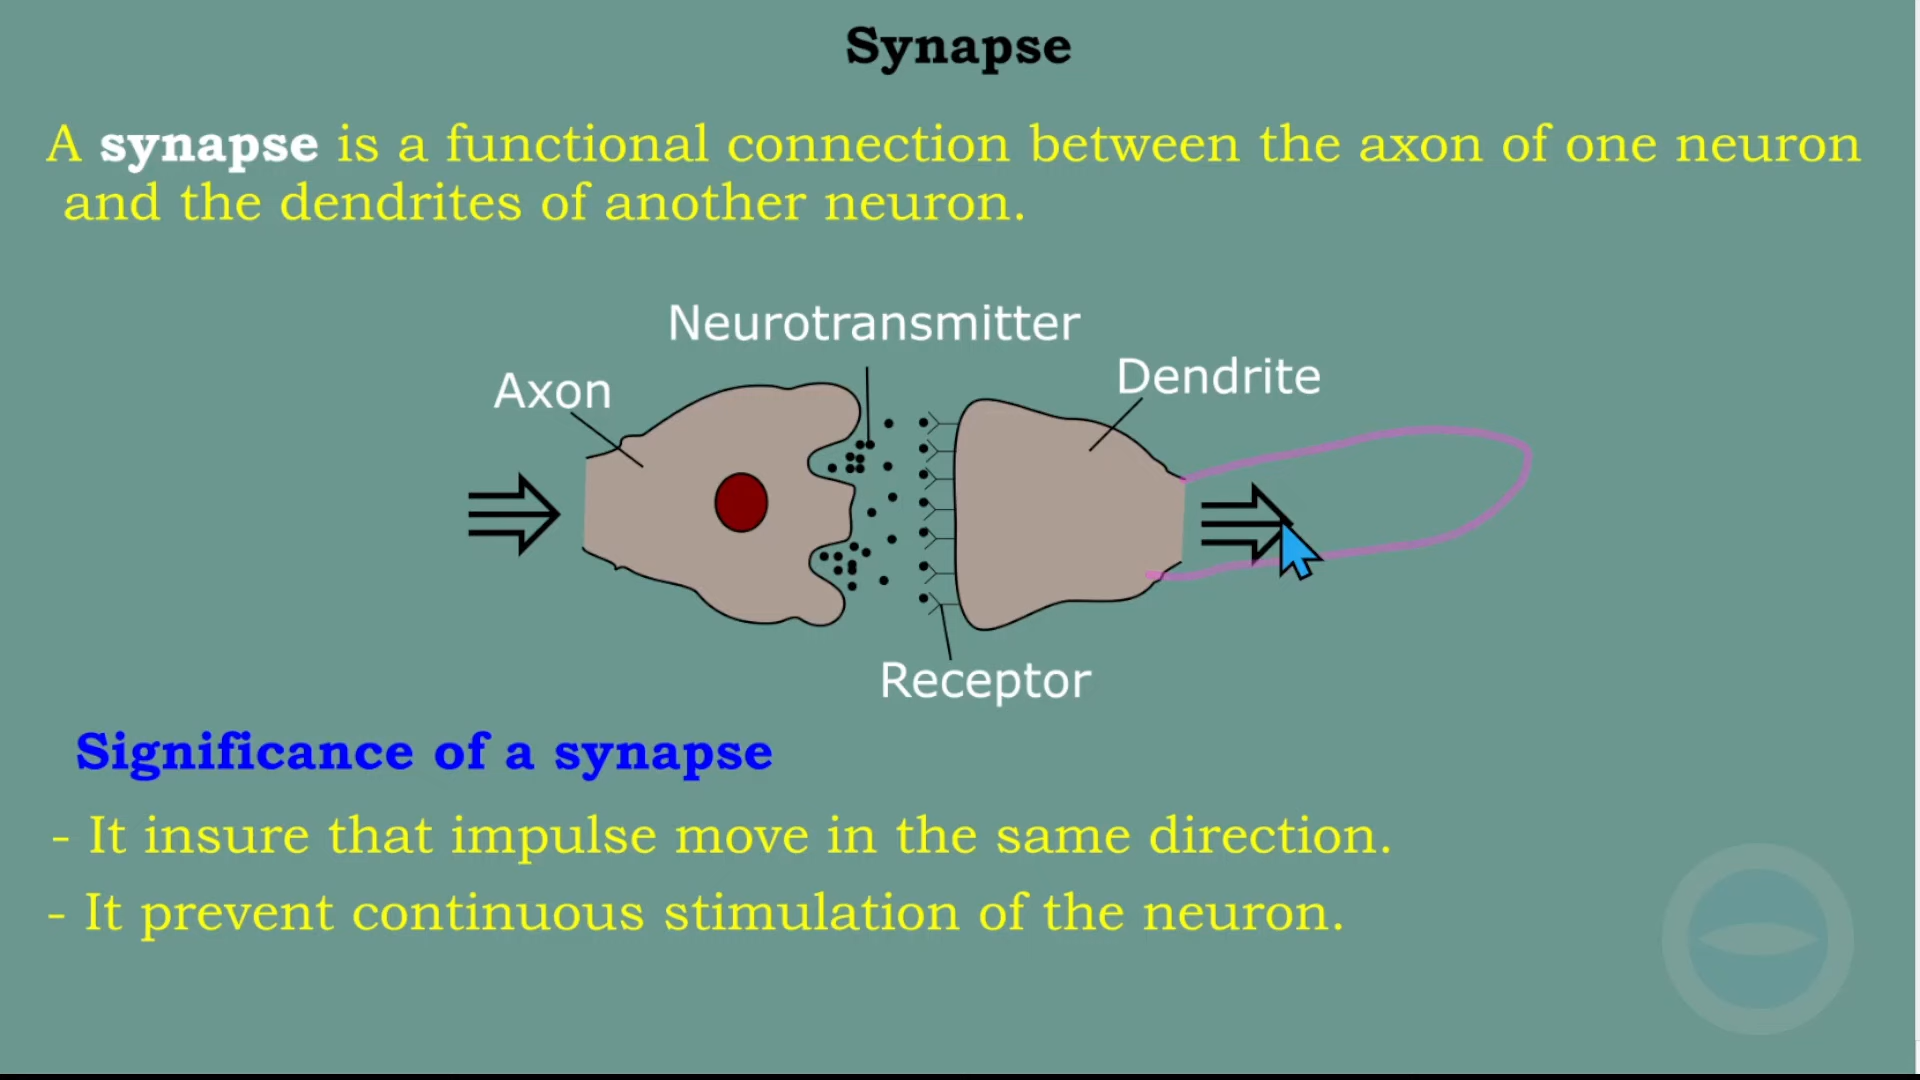 Synapse
A synapse is a functional connection between the axon of one neuron
and the dendrites of another neuron.
Neurotransmitter
Dendrite
Axon
Receptor
Significance of a synapse
- It insure that impulse move in the same direction.
- It prevent continuous stimulation of the neuron.